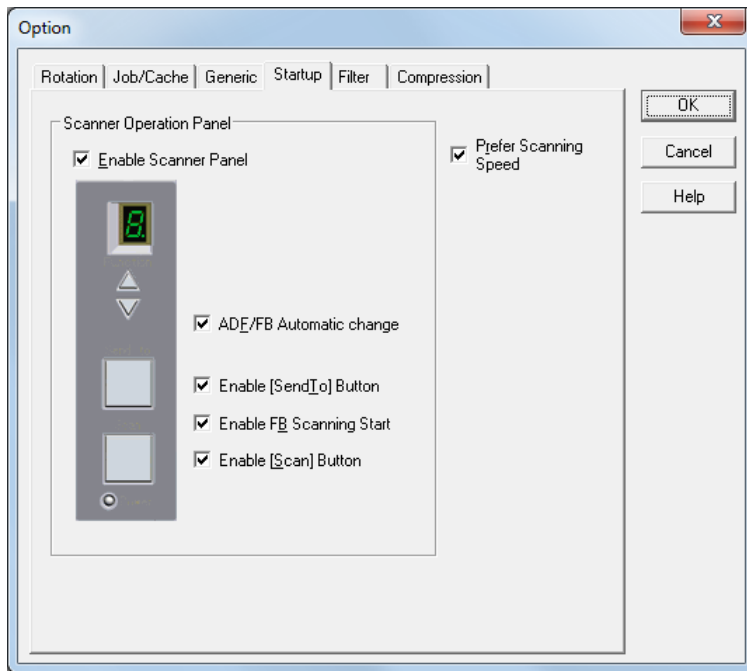 Option
Rotation
Job/Cache
Generic
Startup
Filter
Compression
OK
Cancel
Help
Scanner Operation Panel
Enable Scanner Panel
Prefer Scanning
Speed
8.
ADF/FB Automatic change
Enable [SendTo] Button
Enable FB Scanning Start
Enable [Scan] Button